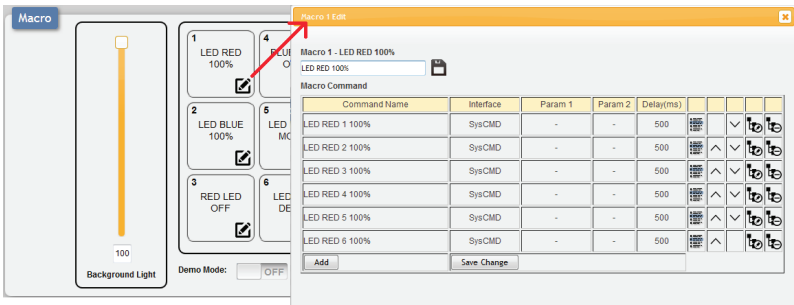 Macro
Macro 1 Edit
1
LED RED
100%
4
BLUE
2
LED BLUE
100%
5
LED
3
RED LED
OFF
6
LED
100
Background Light
Demo Mode:
OFF
Macro 1 - LED RED 100%
LED RED 100%
Macro Command
Command Name Interface Param 1 Param 2 Delay(ms)
LED RED 1 100% SysCMD - - 500
LED RED 2 100% SysCMD - - 500
LED RED 3 100% SysCMD - - 500
LED RED 4 100% SysCMD - - 500
LED RED 5 100% SysCMD - - 500
LED RED 6 100% SysCMD - - 500
Add Save Change